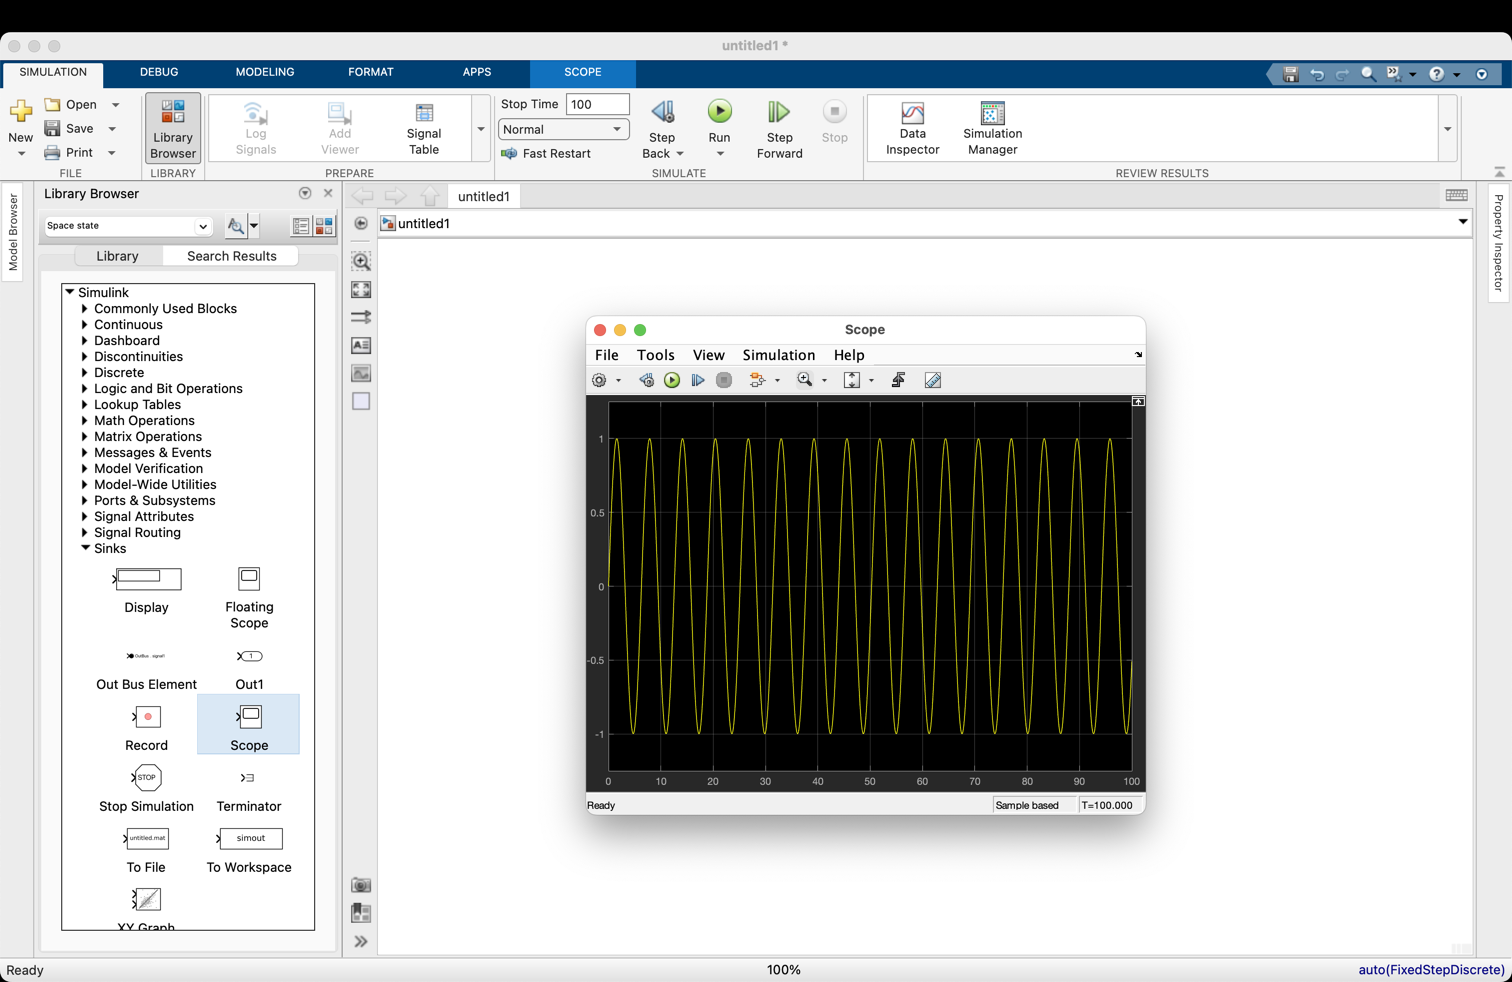 untitled1 *
SIMULATION DEBUG MODELING FORMAT APPS SCOPE
New
Open
Save
Print
FILE
Library Browser
LIBRARY
Log Signals
Add Viewer
Signal Table
PREPARE
Stop Time 100
Normal
Fast Restart
Step Back
Run
Step Forward
Stop
SIMULATE
Data Inspector
Simulation Manager
REVIEW RESULTS
Model Browser
Library Browser
Space state
Library Search Results
Simulink
Commonly Used Blocks
Continuous
Dashboard
Discontinuities
Discrete
Logic and Bit Operations
Lookup Tables
Math Operations
Matrix Operations
Messages & Events
Model Verification
Model-Wide Utilities
Ports & Subsystems
Signal Attributes
Signal Routing
Sinks
Display
Floating Scope
Out Bus Element
1
Out1
Record
Scope
STOP
Stop Simulation
Terminator
untitled.mat
To File
simout
To Workspace
XY Graph
untitled1
untitled1
Property Inspector
Scope
File Tools View Simulation Help
1
0.5
0
-0.5
-1
0 10 20 30 40 50 60 70 80 90 100
Ready Sample based T=100.000
Ready 100% auto(FixedStepDiscrete)